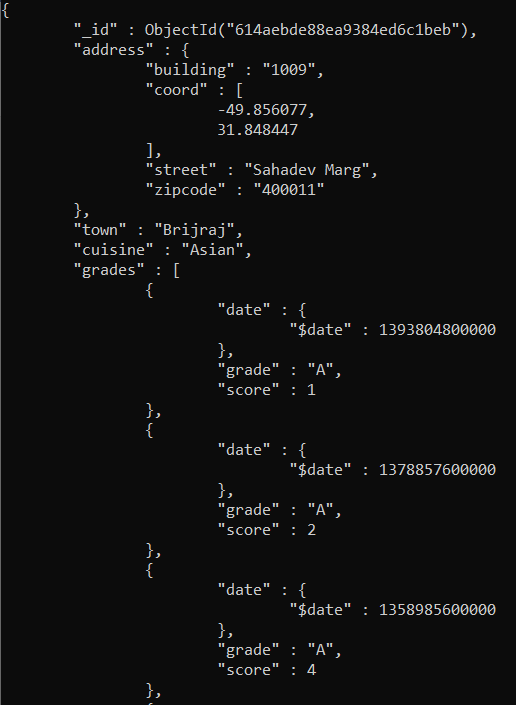 {
"_id" : ObjectId("614aebde88ea9384ed6c1beb"),
"address" : {
"building" : "1009",
"coord" : [
-49.856077,
31.848447
],
"street" : "Sahadev Marg",
"zipcode" : "400011"
},
"town" : "Brijraj",
"cuisine" : "Asian",
"grades" : [
{
"date" : {
"$date" : 1393804800000
},
"grade" : "A",
"score" : 1
},
{
"date" : {
"$date" : 1378857600000
},
"grade" : "A",
"score" : 2
},
{
"date" : {
"$date" : 1358985600000
},
"grade" : "A",
"score" : 4
},
{